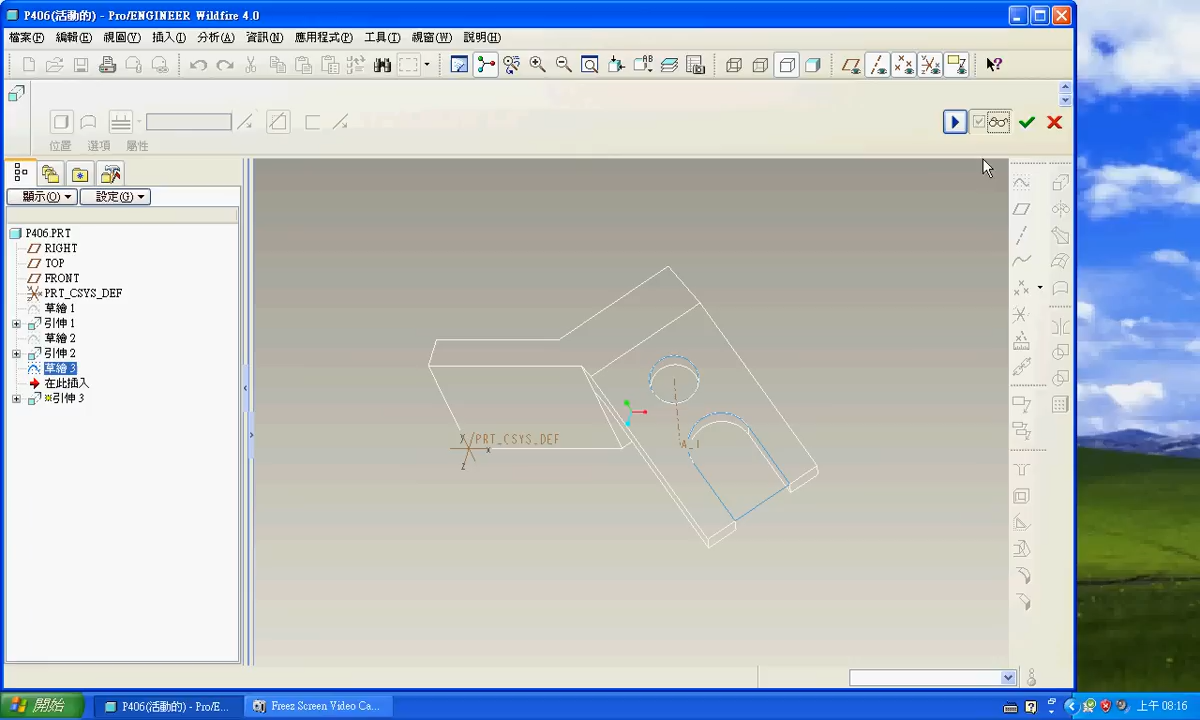 P406(活動的) - Pro/ENGINEER Wildfire 4.0
檔案(F) 編輯(E) 視圖(V) 插入(I) 分析(A) 資訊(N) 應用程式(P) 工具(T) 視窗(W) 說明(H)
位置 選項 屬性
顯示(O) 設定(G)
P406.PRT
RIGHT
TOP
FRONT
PRT_CSYS_DEF
草繪 1
引伸 1
草繪 2
引伸 2
草繪 3
在此插入
引伸 3
A_1
Y PRT_CSYS_DEF
X
Z
開始 P406(活動的) - Pro/E... Freez Screen Video Ca... 上午 08:16